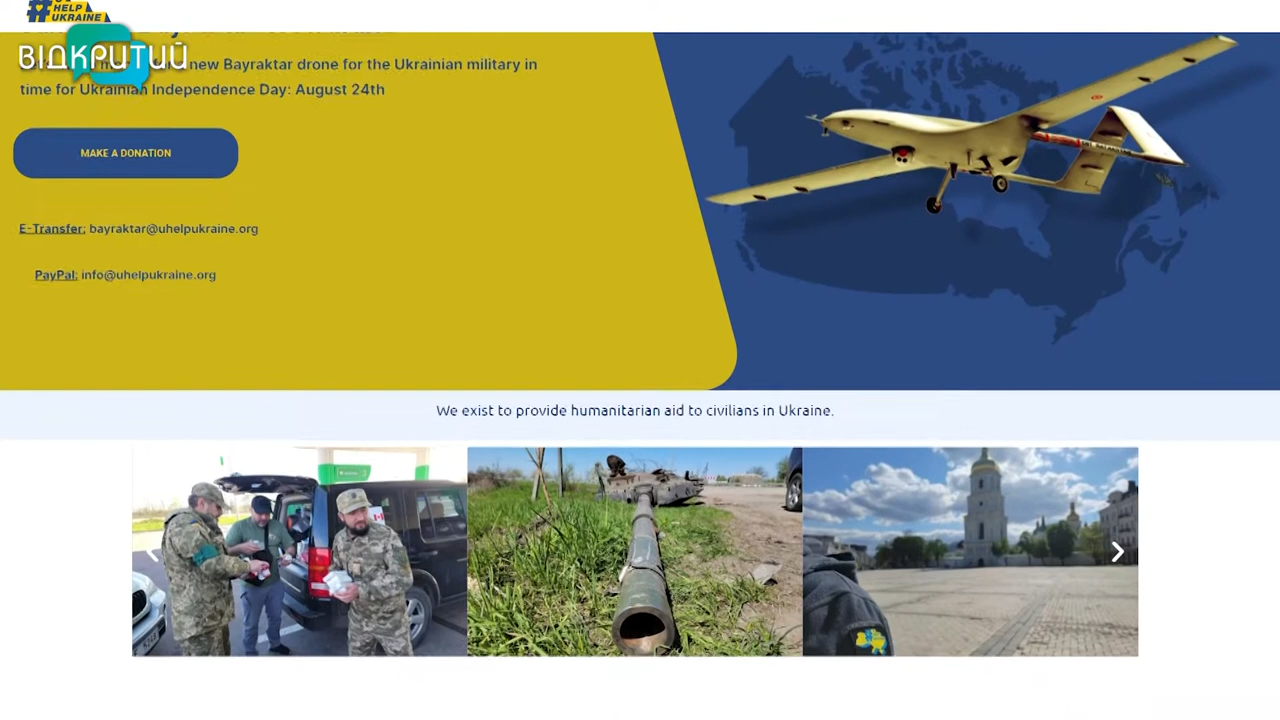 #
HELP
UKRAINE
ВІДКРИТИЙ
new Bayraktar drone for the Ukrainian military in
time for Ukrainian Independence Day: August 24th
MAKE A DONATION
E-Transfer: bayraktar@uhelpukraine.org
PayPal: info@uhelpukraine.org
We exist to provide humanitarian aid to civilians in Ukraine.